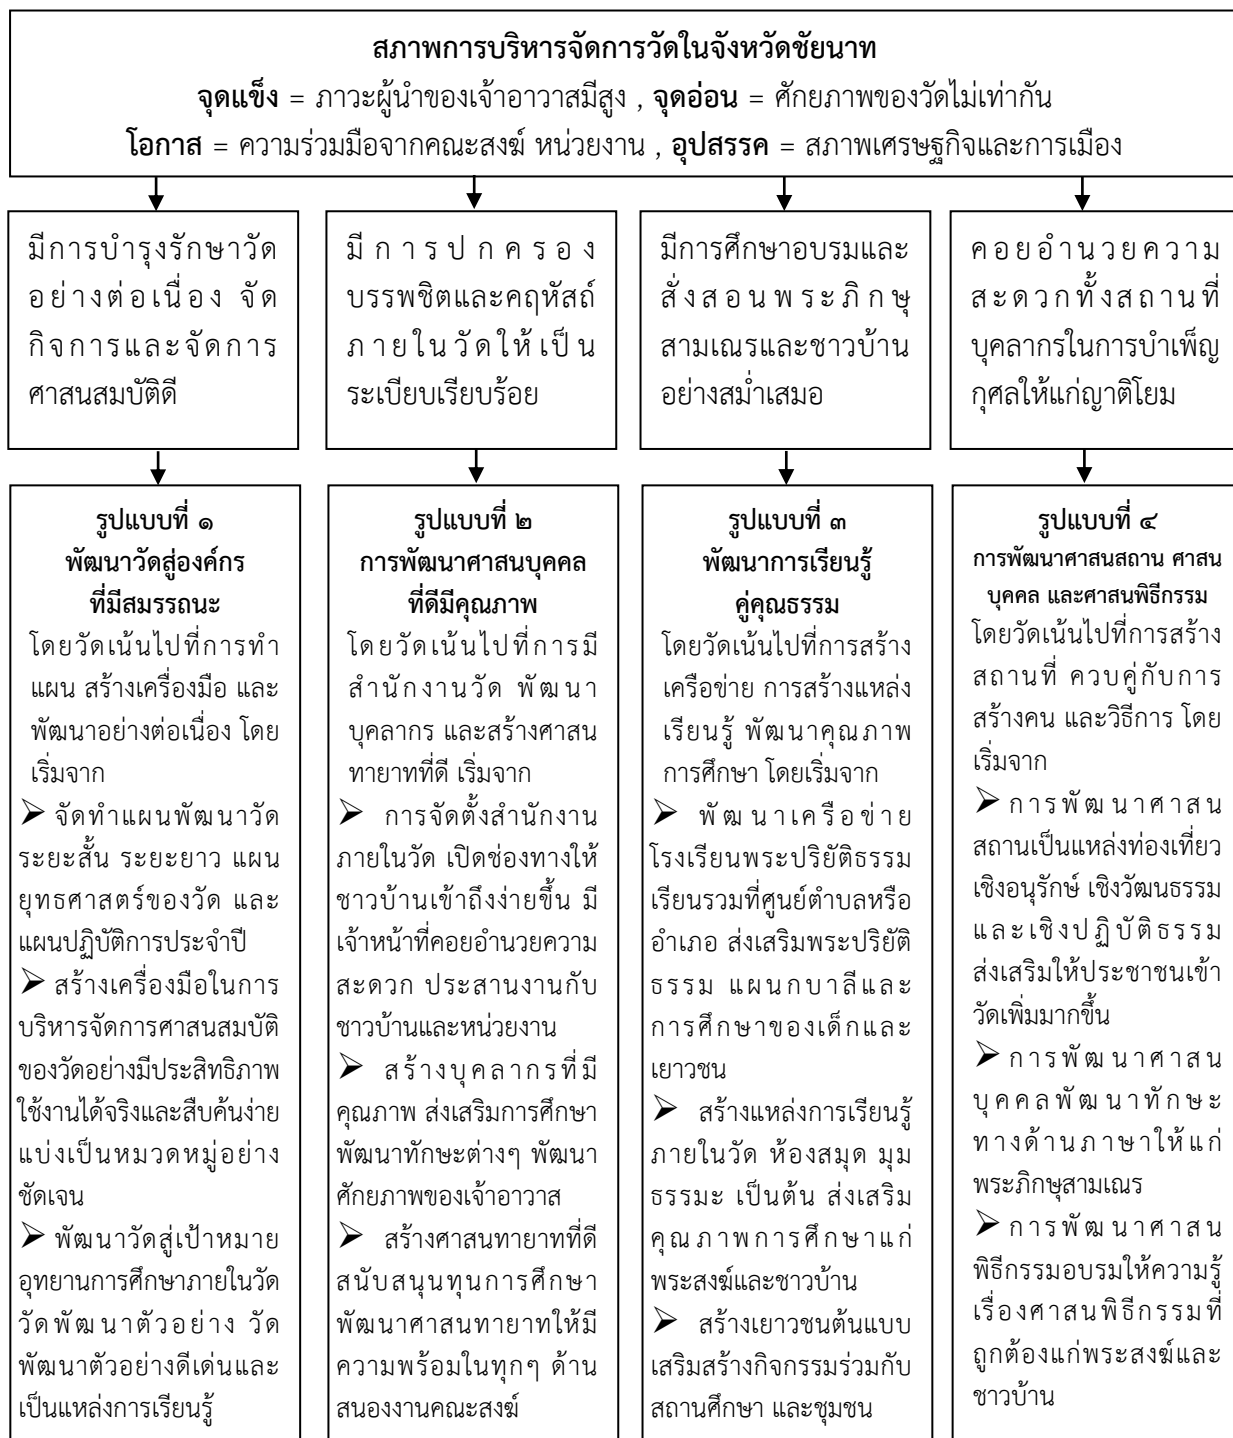 สภาพการบริหารจัดการวัดในจังหวัดชัยนาท
จุดแข็ง = ภาวะผู้นำของเจ้าอาวาสมีสูง , จุดอ่อน = ศักยภาพของวัดไม่เท่ากัน
โอกาส = ความร่วมมือจากคณะสงฆ์ หน่วยงาน , อุปสรรค = สภาพเศรษฐกิจและการเมือง
มีการบำรุงรักษาวัด
อย่างต่อเนื่อง จัด
กิจการและจัดการ
ศาสนสมบัติดี
มีการปกครอง
บรรพชิตและคฤหัสถ์
ภายในวัดให้เป็น
ระเบียบเรียบร้อย
มีการศึกษาอบรมและ
สั่งสอนพระภิกษุ
สามเณรและชาวบ้าน
อย่างสม่ำเสมอ
คอยอำนวยความ
สะดวกทั้งสถานที่
บุคลากรในการบำเพ็ญ
กุศลให้แก่ญาติโยม
รูปแบบที่ ๑
พัฒนาวัดสู่องค์กร
ที่มีสมรรถนะ
โดยวัดเน้นไปที่การทำ
แผน สร้างเครื่องมือ และ
พัฒนาอย่างต่อเนื่อง โดย
เริ่มจาก
➢ จัดทำแผนพัฒนาวัด
ระยะสั้น ระยะยาว แผน
ยุทธศาสตร์ของวัด และ
แผนปฏิบัติการประจำปี
➢ สร้างเครื่องมือในการ
บริหารจัดการศาสนสมบัติ
ของวัดอย่างมีประสิทธิภาพ
ใช้งานได้จริงและสืบค้นง่าย
แบ่งเป็นหมวดหมู่อย่าง
ชัดเจน
➢ พัฒนาวัดสู่เป้าหมาย
อุทยานการศึกษาภายในวัด
วัดพัฒนาตัวอย่าง วัด
พัฒนาตัวอย่างดีเด่นและ
เป็นแหล่งการเรียนรู้
รูปแบบที่ ๒
การพัฒนาศาสนบุคคล
ที่ดีมีคุณภาพ
โดยวัดเน้นไปที่การมี
สำนักงานวัด พัฒนา
บุคลากร และสร้างศาสน
ทายาทที่ดี เริ่มจาก
➢ การจัดตั้งสำนักงาน
ภายในวัด เปิดช่องทางให้
ชาวบ้านเข้าถึงง่ายขึ้น มี
เจ้าหน้าที่คอยอำนวยความ
สะดวก ประสานงานกับ
ชาวบ้านและหน่วยงาน
➢ สร้างบุคลากรที่มี
คุณภาพ ส่งเสริมการศึกษา
พัฒนาทักษะต่างๆ พัฒนา
ศักยภาพของเจ้าอาวาส
➢ สร้างศาสนทายาทที่ดี
สนับสนุนทุนการศึกษา
พัฒนาศาสนทายาทให้มี
ความพร้อมในทุกๆ ด้าน
สนองงานคณะสงฆ์
รูปแบบที่ ๓
พัฒนาการเรียนรู้
คู่คุณธรรม
โดยวัดเน้นไปที่การสร้าง
เครือข่าย การสร้างแหล่ง
เรียนรู้ พัฒนาคุณภาพ
การศึกษา โดยเริ่มจาก
➢ พัฒนาเครือข่าย
โรงเรียนพระปริยัติธรรม
เรียนรวมที่ศูนย์ตำบลหรือ
อำเภอ ส่งเสริมพระปริยัติ
ธรรม แผนกบาลีและ
การศึกษาของเด็กและ
เยาวชน
➢ สร้างแหล่งการเรียนรู้
ภายในวัด ห้องสมุด มุม
ธรรมะ เป็นต้น ส่งเสริม
คุณภาพการศึกษาแก่
พระสงฆ์และชาวบ้าน
➢ สร้างเยาวชนต้นแบบ
เสริมสร้างกิจกรรมร่วมกับ
สถานศึกษา และชุมชน
รูปแบบที่ ๔
การพัฒนาศาสนสถาน ศาสน
บุคคล และศาสนพิธีกรรม
โดยวัดเน้นไปที่การสร้าง
สถานที่ ควบคู่กับการ
สร้างคน และวิธีการ โดย
เริ่มจาก
➢ การพัฒนาศาสน
สถานเป็นแหล่งท่องเที่ยว
เชิงอนุรักษ์ เชิงวัฒนธรรม
และเชิงปฏิบัติธรรม
ส่งเสริมให้ประชาชนเข้า
วัดเพิ่มมากขึ้น
➢ การพัฒนาศาสน
บุคคลพัฒนาทักษะ
ทางด้านภาษาให้แก่
พระภิกษุสามเณร
➢ การพัฒนาศาสน
พิธีกรรมอบรมให้ความรู้
เรื่องศาสนพิธีกรรมที่
ถูกต้องแก่พระสงฆ์และ
ชาวบ้าน